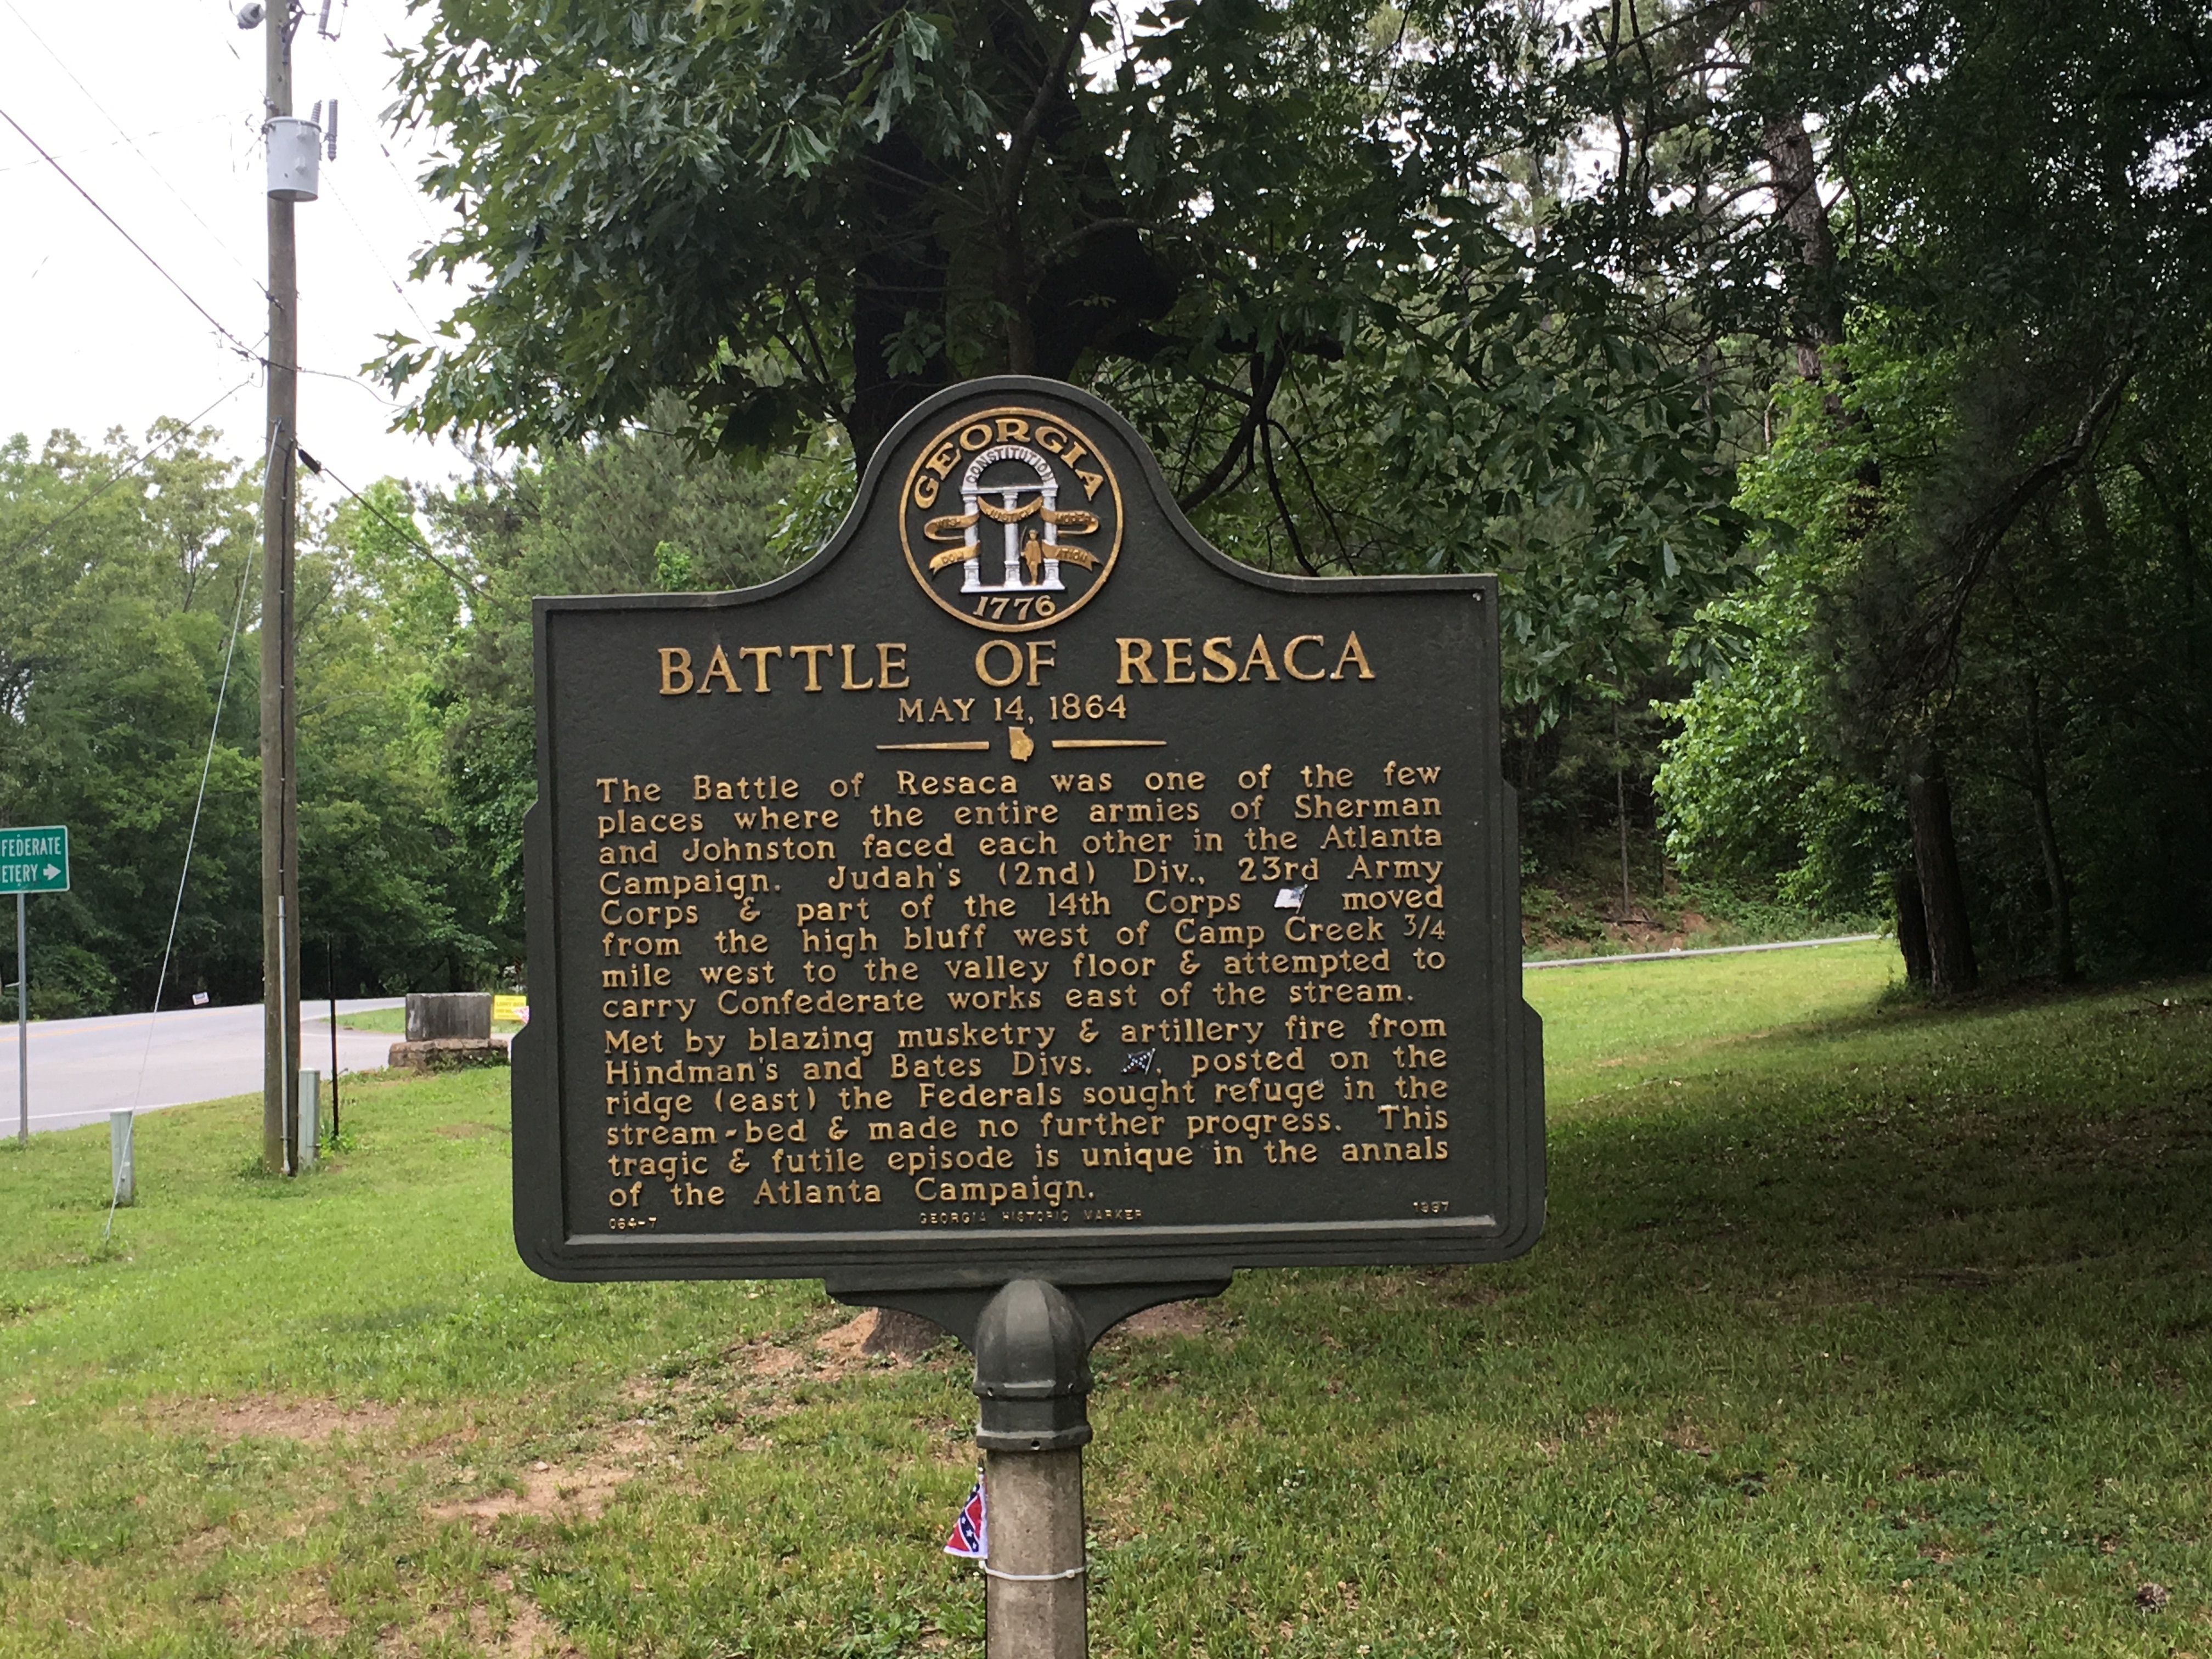 GEORGIA
CONSTITUTION
1776
BATTLE OF RESACA
MAY 14, 1864
The Battle of Resaca was one of the few
places where the entire armies of Sherman
and Johnston faced each other in the Atlanta
Campaign. Judah's (2nd) Div., 23rd Army
Corps & part of the 14th Corps moved
from the high bluff west of Camp Creek 3/4
mile west to the valley floor & attempted to
carry Confederate works east of the stream.
Met by blazing musketry & artillery fire from
Hindman's and Bates Divs. , posted on the
ridge (east) the Federals sought refuge in the
stream-bed & made no further progress. This
tragic & futile episode is unique in the annals
of the Atlanta Campaign.
064-7 GEORGIA HISTORIC MARKER 1997
FEDERATE
ETERY